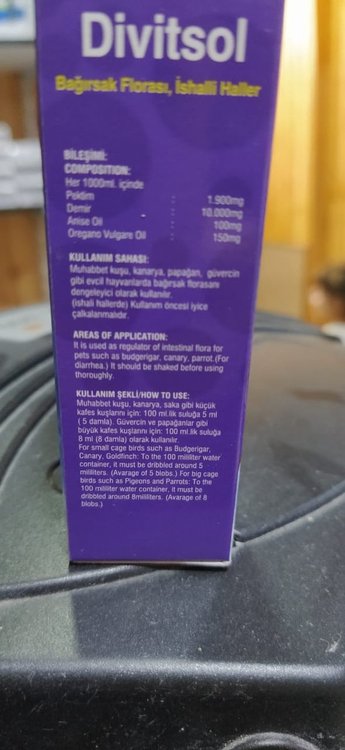 Divitsol
Bağırsak Florası, İshalli Haller
BİLEŞİMİ:
COMPOSITION:
Her 1000ml. içinde
Pektim : 1.900mg
Demir : 10.000mg
Anise Oil : 100mg
Oregano Vulgare Oil : 150mg
KULLANIM SAHASI:
Muhabbet kuşu, kanarya, papağan, güvercin
gibi evcil hayvanlarda bağırsak florasanı
dengeleyici olarak kullanılır.
(ishali hallerde) Kullanım öncesi iyice
çalkalanmalıdır.
AREAS OF APPLICATION:
It is used as regulator of intestinal flora for
pets such as budgerigar, canary, parrot.(For
diarrhea.) It should be shaked before using
thoroughly.
KULLANIM ŞEKLİ/HOW TO USE:
Muhabbet kuşu, kanarya, saka gibi küçük
kafes kuşlarını için: 100 ml.lik suluğa 5 ml
( 5 damla). Güvercin ve papağanlar gibi
büyük kafes kuşlarını için: 100 ml.lik suluğa
8 ml (8 damla) olarak kullanılır.
For small cage birds such as Budgerigar,
Canary, Goldfinch: To the 100 mililiter water
container, it must be dribbled around 5
mililiters. (Avarage of 5 blobs.) For big cage
birds such as Pigeons and Parrots: To the
100 mililiter water container, it must be
dribbled around 8mililiters. (Avarage of 8
blobs.)